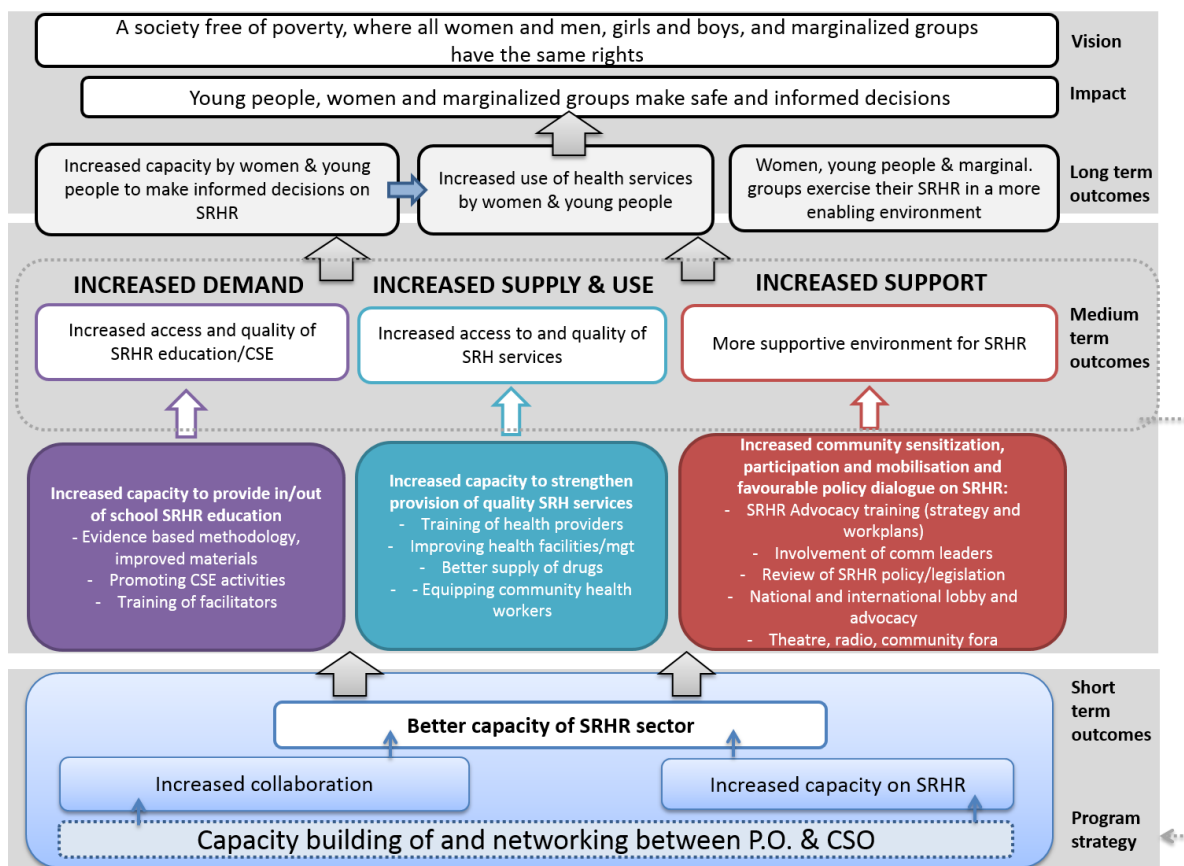 A society free of poverty, where all women and men, girls and boys, and marginalized groups
have the same rights
Vision
Young people, women and marginalized groups make safe and informed decisions
Impact
Increased capacity by women & young
people to make informed decisions on
SRHR
Increased use of health services
by women & young people
Women, young people & marginal.
groups exercise their SRHR in a more
enabling environment
Long term
outcomes
INCREASED DEMAND
INCREASED SUPPLY & USE
INCREASED SUPPORT
Increased access and quality of
SRHR education/CSE
Increased access to and quality of
SRH services
More supportive environment for SRHR
Medium
term
outcomes
Increased capacity to provide in/out
of school SRHR education
- Evidence based methodology,
improved materials
- Promoting CSE activities
- Training of facilitators
Increased capacity to strengthen
provision of quality SRH services
- Training of health providers
- Improving health facilities/mgt
- Better supply of drugs
- - Equipping community health
workers
Increased community sensitization,
participation and mobilisation and
favourable policy dialogue on SRHR:
- SRHR Advocacy training (strategy and
workplans)
- Involvement of comm leaders
- Review of SRHR policy/legislation
- National and international lobby and
advocacy
- Theatre, radio, community fora
Short
term
outcomes
Better capacity of SRHR sector
Increased collaboration
Increased capacity on SRHR
Capacity building of and networking between P.O. & CSO
Program
strategy